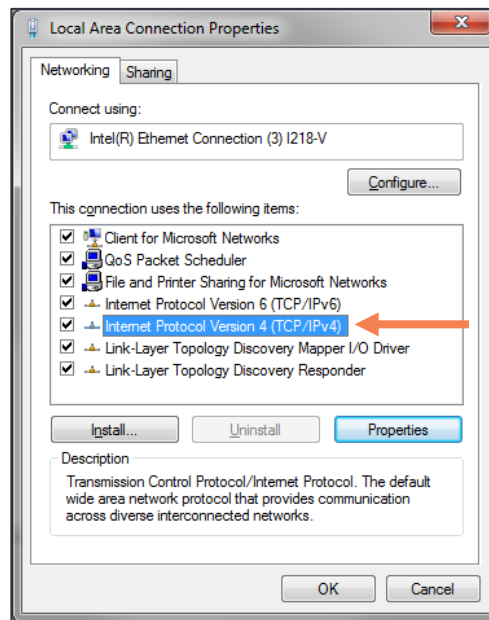 Local Area Connection Properties
Networking Sharing
Connect using:
Intel(R) Ethernet Connection (3) I218-V
Configure...
This connection uses the following items:
Client for Microsoft Networks
QoS Packet Scheduler
File and Printer Sharing for Microsoft Networks
Internet Protocol Version 6 (TCP/IPv6)
Internet Protocol Version 4 (TCP/IPv4)
Link-Layer Topology Discovery Mapper I/O Driver
Link-Layer Topology Discovery Responder
Install... Uninstall Properties
Description
Transmission Control Protocol/Internet Protocol. The default
wide area network protocol that provides communication
across diverse interconnected networks.
OK Cancel